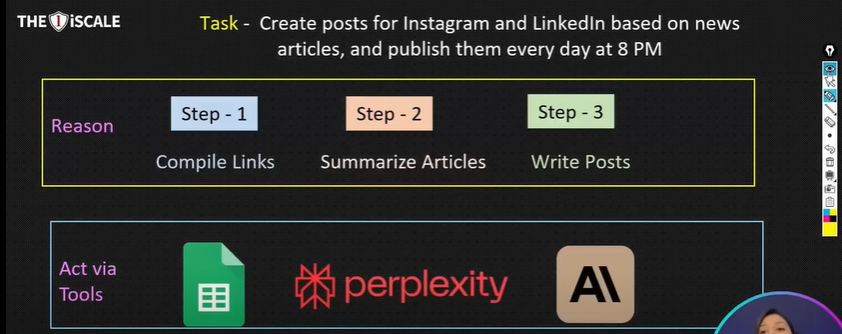 THE iSCALE
Task - Create posts for Instagram and LinkedIn based on news
articles, and publish them every day at 8 PM
Reason
Step - 1
Step - 2
Step - 3
Compile Links
Summarize Articles
Write Posts
Act via
Tools
perplexity
A\